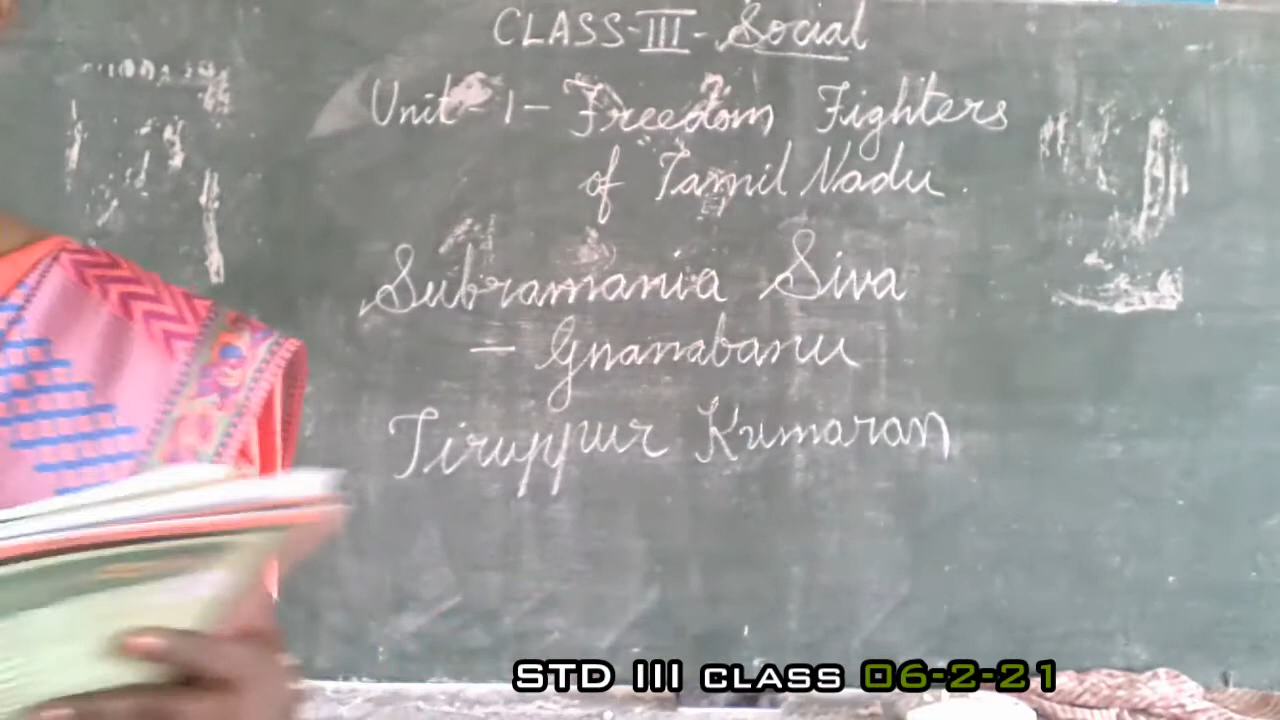 CLASS-III-Social
Unit-1-Freedom Fighters
of Tamil Nadu.
Subramania Siva
- Gnanabanu
Tiruppur Kumaran
STD III CLASS 06-2-21